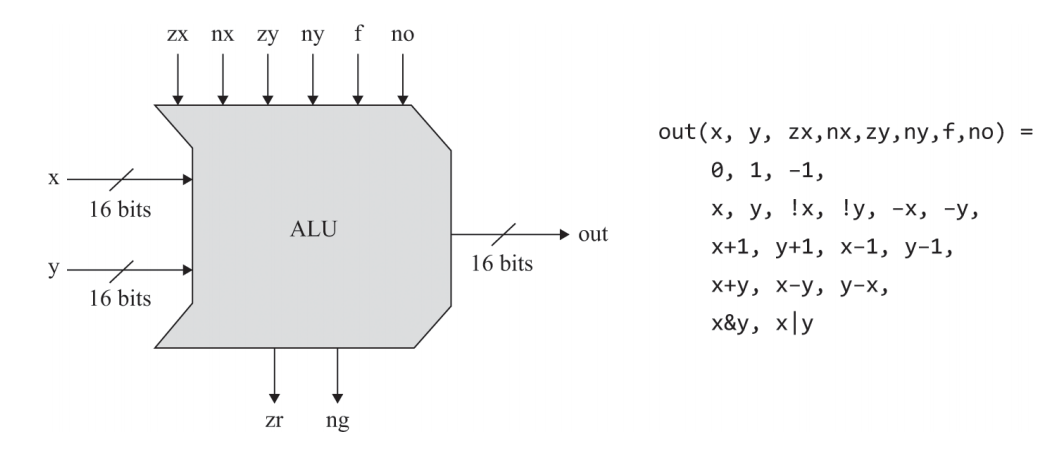 zx nx zy ny f no
x
16 bits
y
16 bits
ALU
out
16 bits
zr ng
out(x, y, zx,nx,zy,ny,f,no) =
0, 1, -1,
x, y, !x, !y, -x, -y,
x+1, y+1, x-1, y-1,
x+y, x-y, y-x,
x&y, x|y